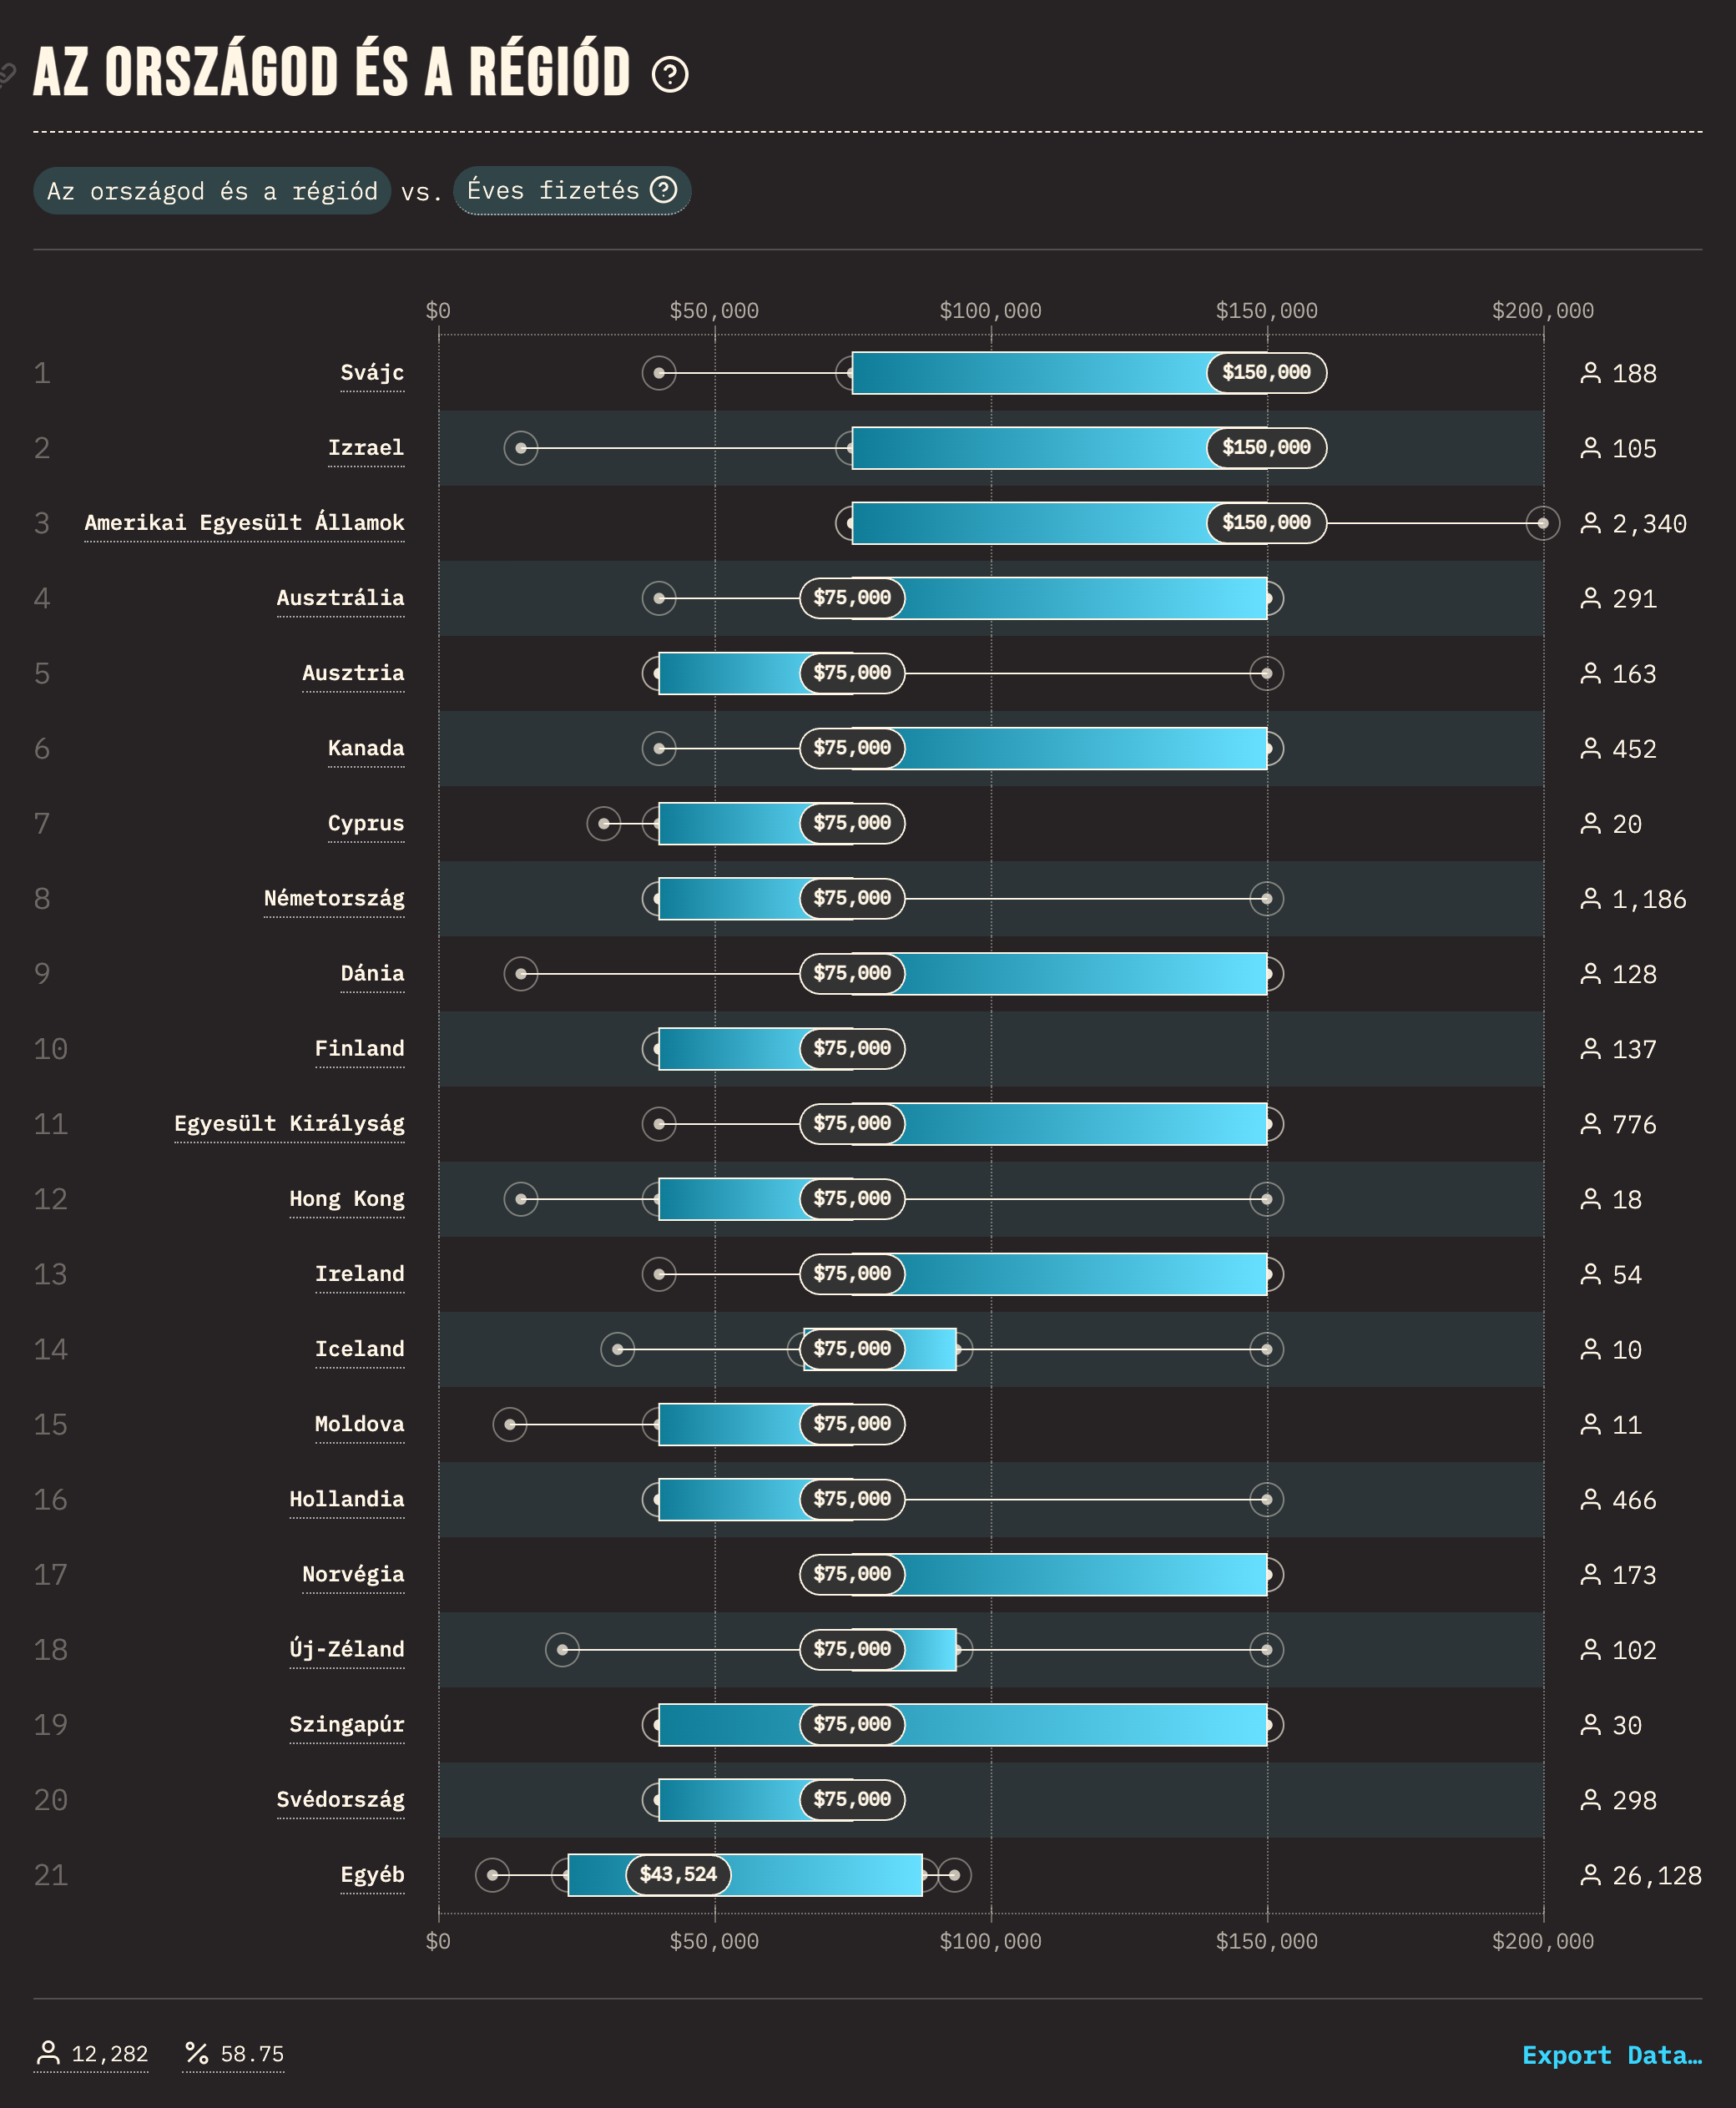 AZ ORSZÁGOD ÉS A RÉGIÓD ?
Az országod és a régiód vs. Éves fizetés ?
$0 $50,000 $100,000 $150,000 $200,000
1 Svájc $150,000 188
2 Izrael $150,000 105
3 Amerikai Egyesült Államok $150,000 2,340
4 Ausztrália $75,000 291
5 Ausztria $75,000 163
6 Kanada $75,000 452
7 Cyprus $75,000 20
8 Németország $75,000 1,186
9 Dánia $75,000 128
10 Finland $75,000 137
11 Egyesült Királyság $75,000 776
12 Hong Kong $75,000 18
13 Ireland $75,000 54
14 Iceland $75,000 10
15 Moldova $75,000 11
16 Hollandia $75,000 466
17 Norvégia $75,000 173
18 Új-Zéland $75,000 102
19 Szingapúr $75,000 30
20 Svédország $75,000 298
21 Egyéb $43,524 26,128
$0 $50,000 $100,000 $150,000 $200,000
12,282 % 58.75 Export Data…